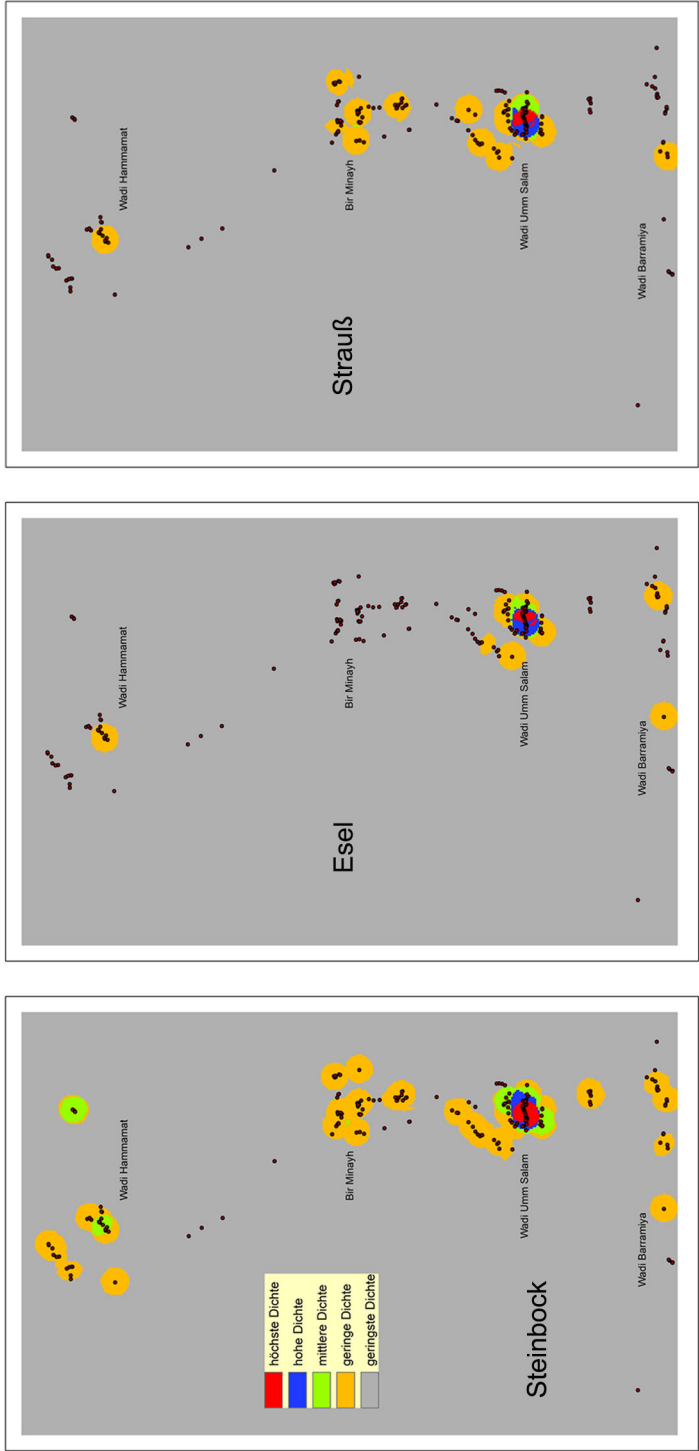 Wadi Hammamat
höchste Dichte
hohe Dichte
mittlere Dichte
geringe Dichte
geringste Dichte
Bir Minayh
Wadi Umm Salam
Steinbock
Wadi Barramiya
Wadi Hammamat
Bir Minayh
Esel
Wadi Umm Salam
Wadi Barramiya
Wadi Hammamat
Bir Minayh
Strauß
Wadi Umm Salam
Wadi Barramiya